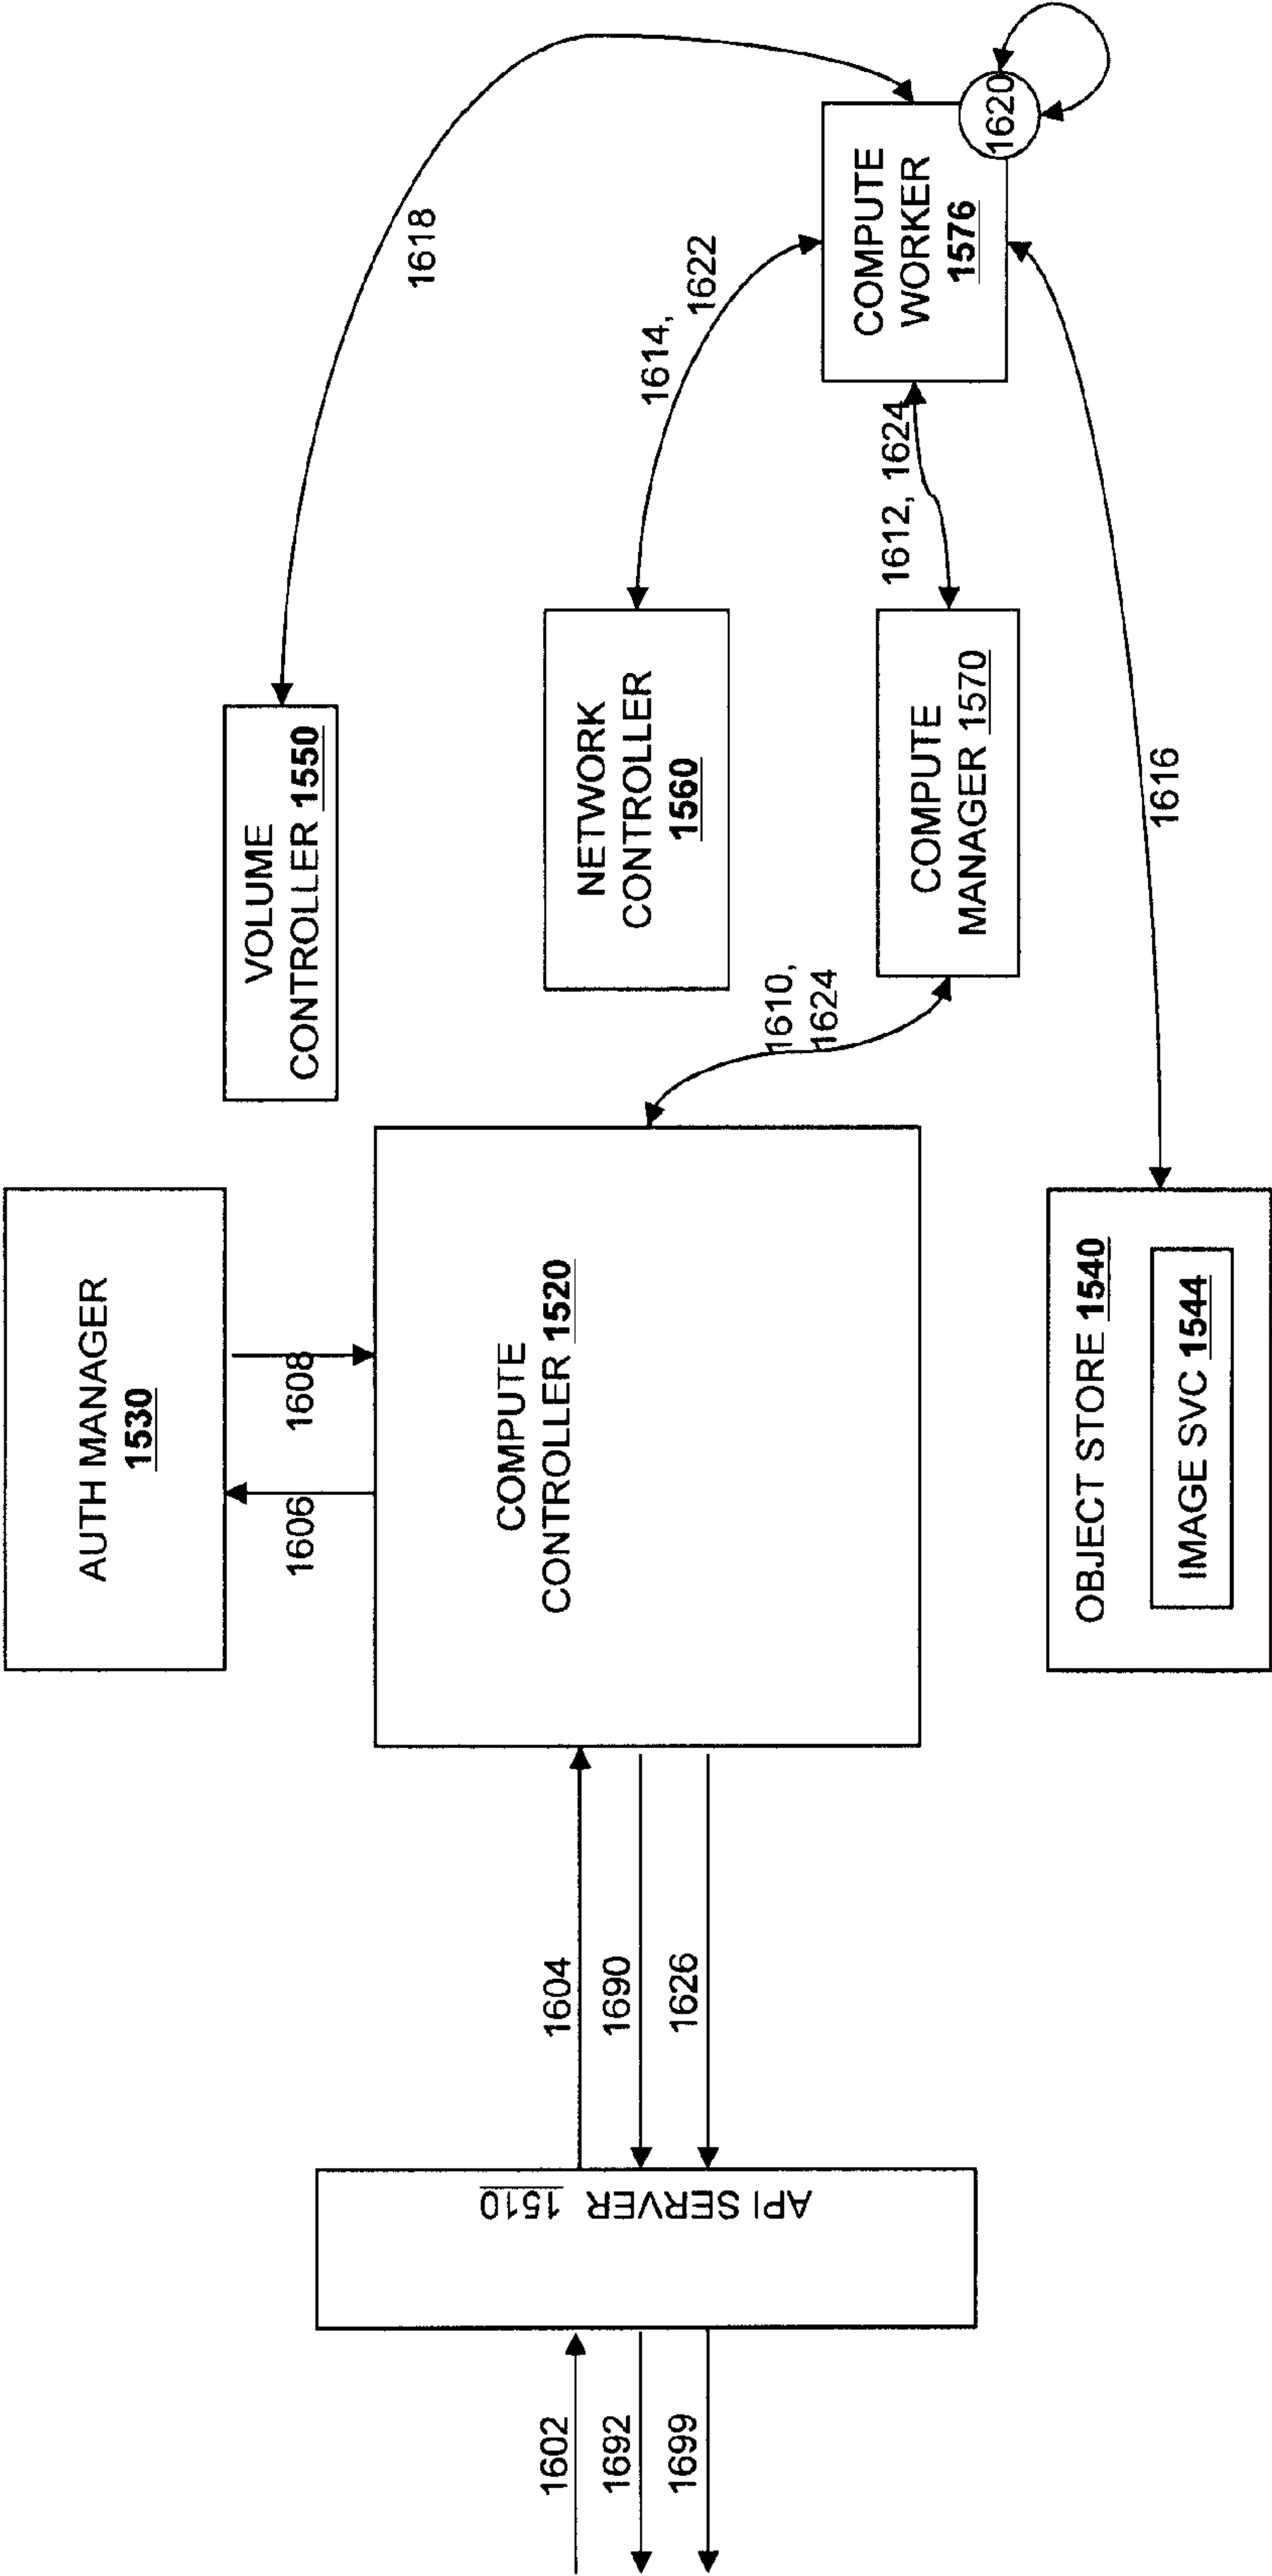 AUTH MANAGER
1530
1606
1608
VOLUME
CONTROLLER 1550
1618
1602
1692
1699
API SERVER 1510
1604
1690
1626
COMPUTE
CONTROLLER 1520
1610,
1624
NETWORK
CONTROLLER
1560
1614,
1622
COMPUTE
MANAGER 1570
1612, 1624
COMPUTE
WORKER
1576
1620
OBJECT STORE 1540
IMAGE SVC 1544
1616